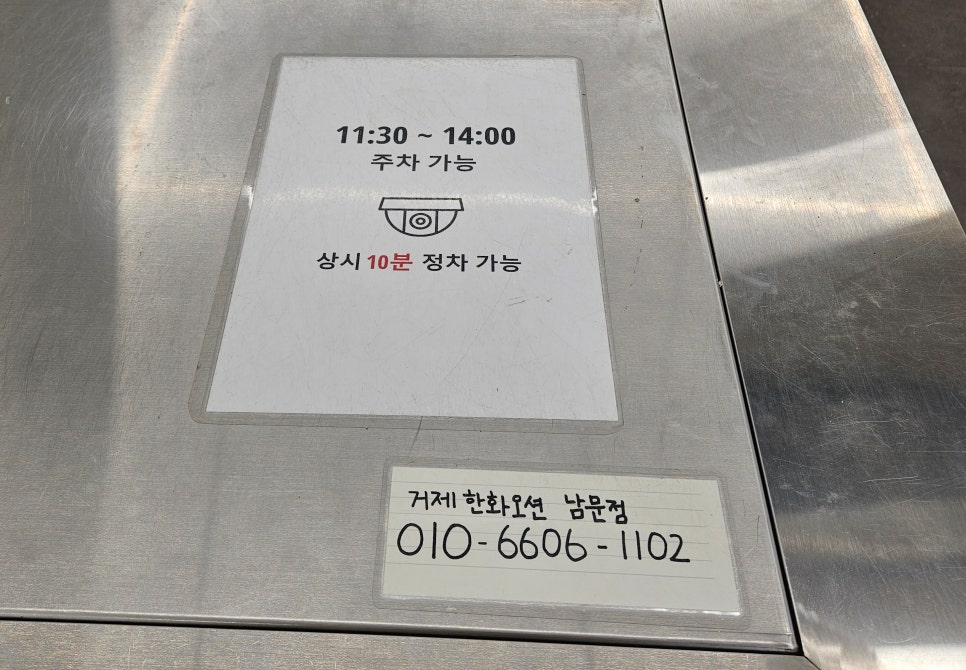 11:30 ~ 14:00
주차 가능
상시 10분 정차 가능
거제 한화오션 남문점
010-6606-1102